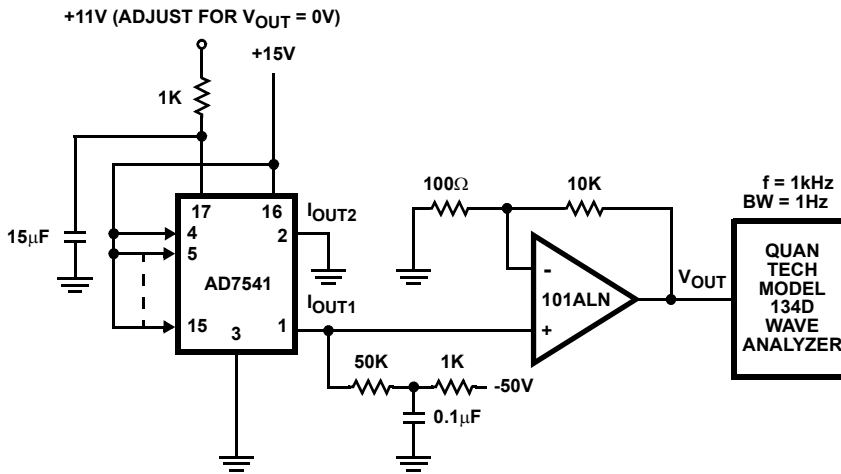 +11V (ADJUST FOR VOUT = 0V)
+15V
1K
17
16
IOUT2
15μF
4
5
2
AD7541
IOUT1
15
3
1
100Ω
10K
-
101ALN
+
VOUT
f = 1kHz
BW = 1Hz
QUAN
TECH
MODEL
134D
WAVE
ANALYZER
50K
1K
-50V
0.1μF